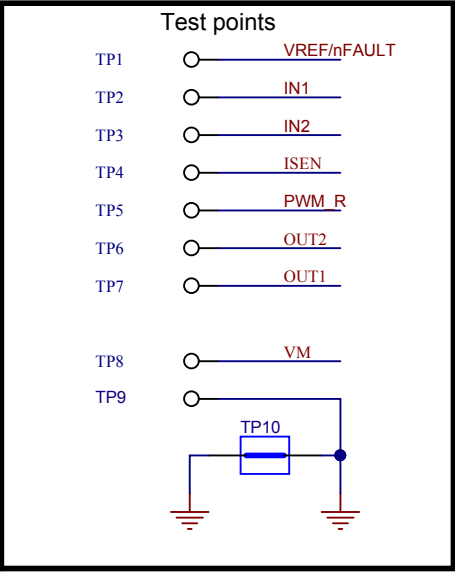 Test points
TP1 VREF/nFAULT
TP2 IN1
TP3 IN2
TP4 ISEN
TP5 PWM_R
TP6 OUT2
TP7 OUT1
TP8 VM
TP9
TP10